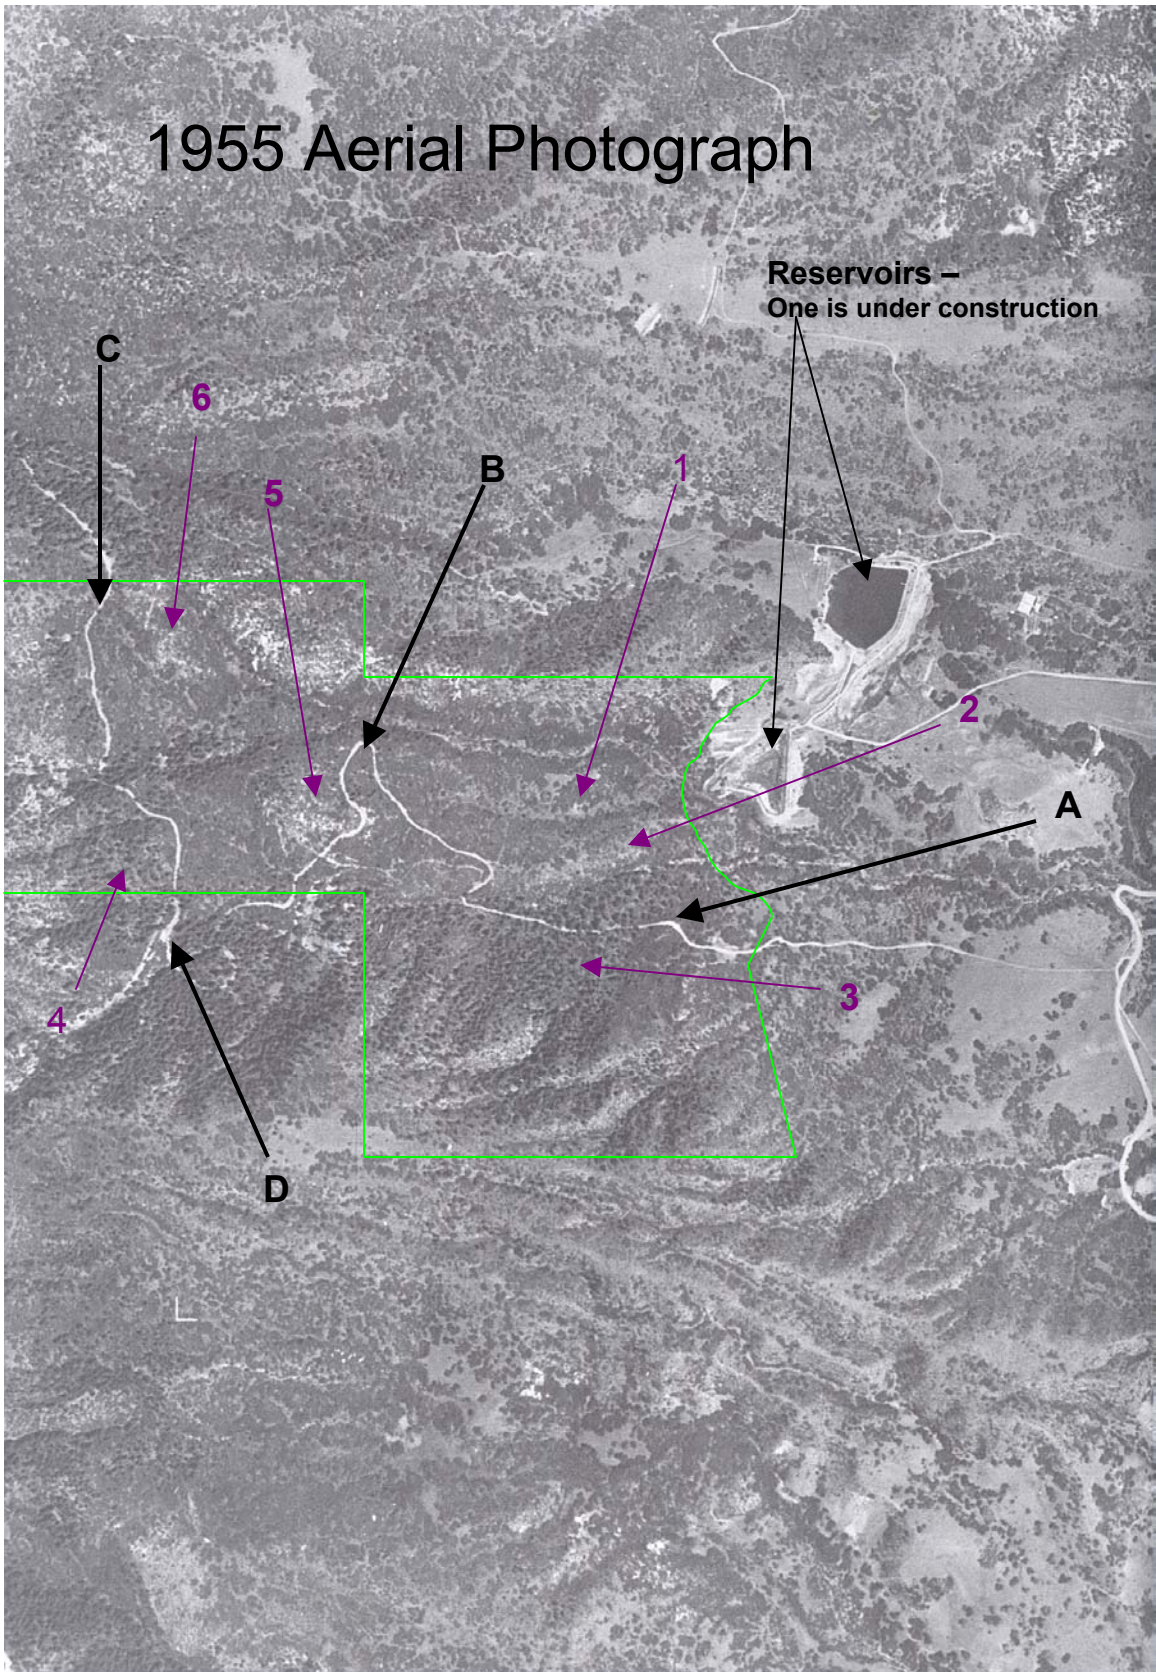 1955 Aerial Photograph
Reservoirs –
One is under construction
C
6
B
1
5
2
A
3
4
D